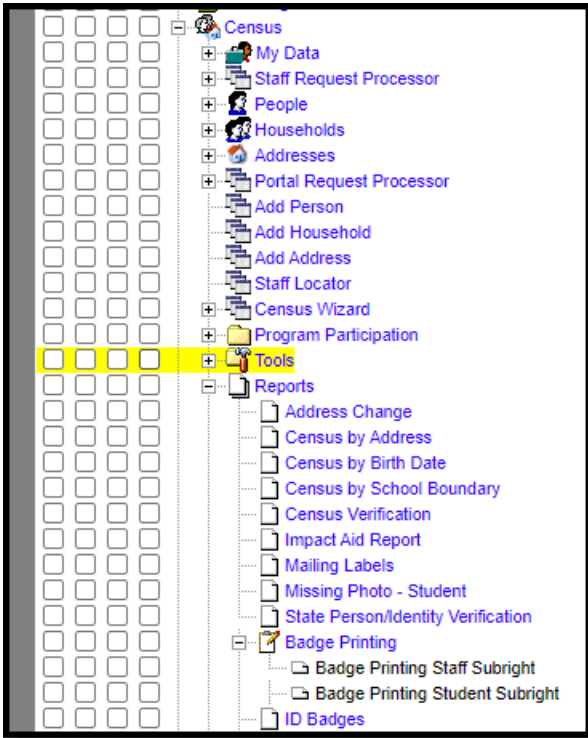 Census
My Data
Staff Request Processor
People
Households
Addresses
Portal Request Processor
Add Person
Add Household
Add Address
Staff Locator
Census Wizard
Program Participation
Tools
Reports
Address Change
Census by Address
Census by Birth Date
Census by School Boundary
Census Verification
Impact Aid Report
Mailing Labels
Missing Photo - Student
State Person/Identity Verification
Badge Printing
Badge Printing Staff Subright
Badge Printing Student Subright
ID Badges